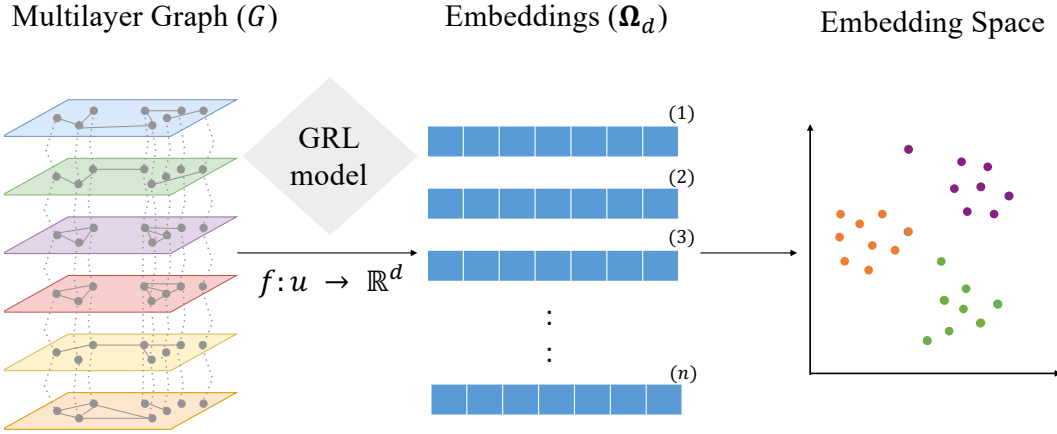 Multilayer Graph (G)
Embeddings (Ω_d)
Embedding Space
GRL
model
f: u → ℝ^d
(1)
(2)
(3)
:
:
(n)